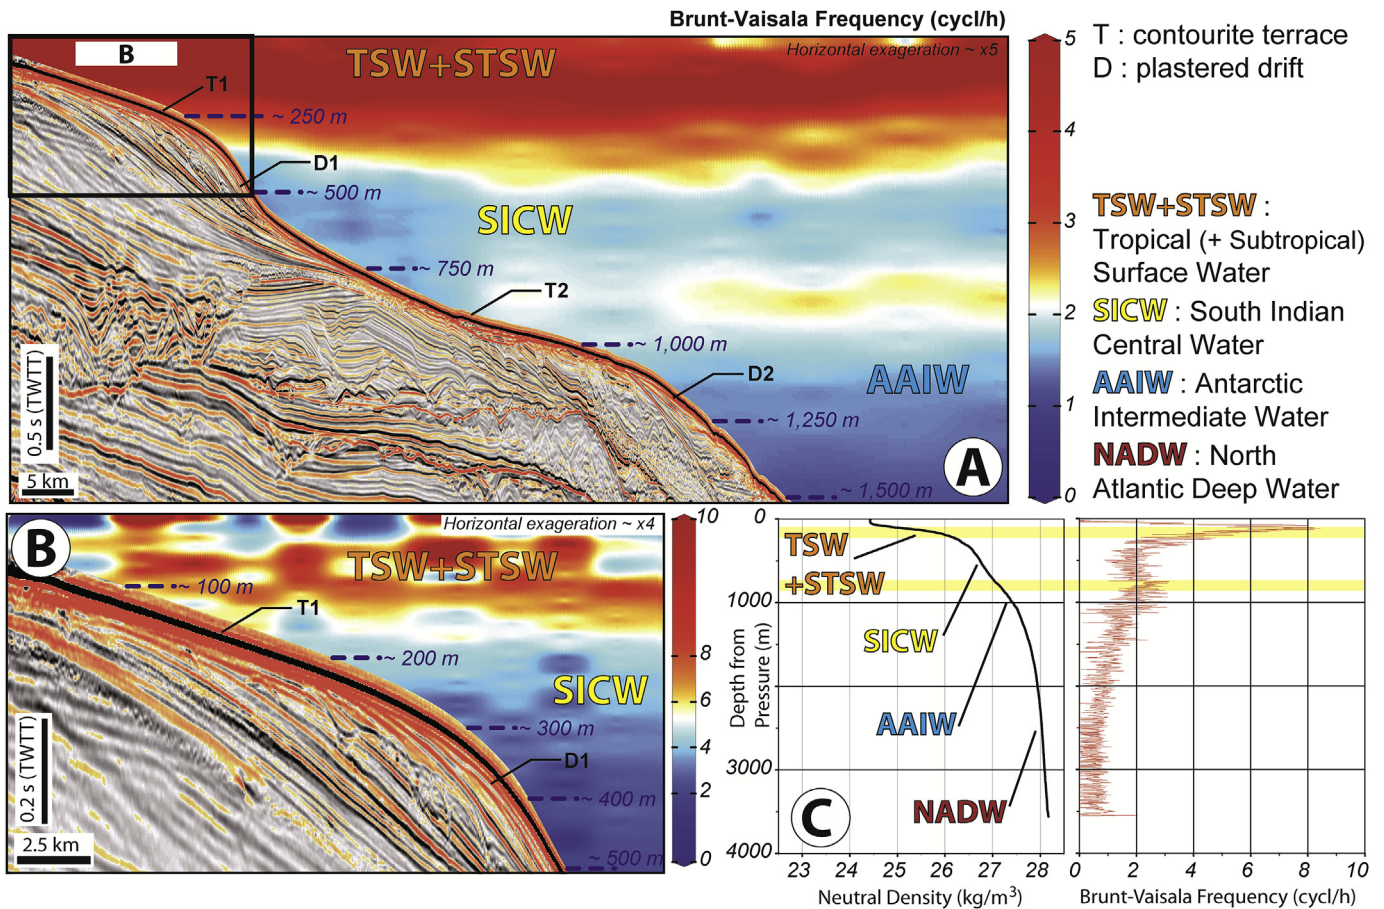 Brunt-Vaisala Frequency (cycl/h)
B
TSW+STSW
Horizontal exageration ~ x5
T1
~ 250 m
D1
~ 500 m
SICW
~ 750 m
T2
~ 1,000 m
D2
AAIW
~ 1,250 m
~ 1,500 m
0.5 s (TWTT)
5 km
A
5
4
3
2
1
0
T : contourite terrace
D : plastered drift
TSW+STSW :
Tropical (+ Subtropical)
Surface Water
SICW : South Indian
Central Water
AAIW : Antarctic
Intermediate Water
NADW : North
Atlantic Deep Water
B
Horizontal exageration ~ x4
TSW+STSW
~ 100 m
T1
~ 200 m
SICW
~ 300 m
D1
~ 400 m
~ 500 m
0.2 s (TWTT)
2.5 km
10
8
6
4
2
0
0
1000
3000
4000
Depth from
Pressure (m)
TSW
+STSW
SICW
AAIW
NADW
C
23 24 25 26 27 28
Neutral Density (kg/m³)
0 2 4 6 8 10
Brunt-Vaisala Frequency (cycl/h)